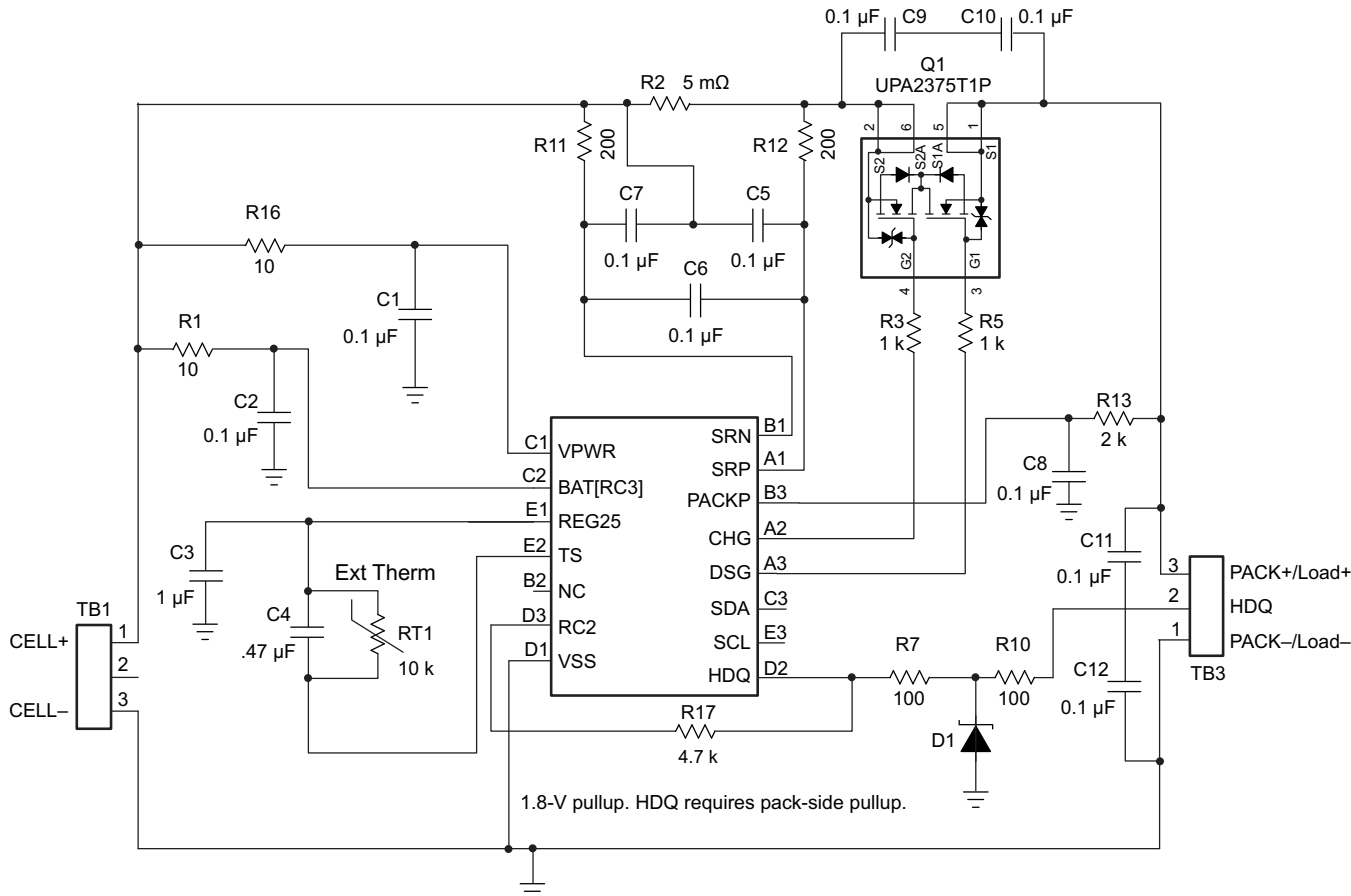 0.1 µF
C9
C10
0.1 µF
Q1
UPA2375T1P
R2
5 mΩ
R11
200
R12
200
2
6
5
1
S2
S2A
S1A
S1
G2
G1
4
3
C7
0.1 µF
C5
0.1 µF
C6
0.1 µF
R16
10
C1
0.1 µF
R1
10
C2
0.1 µF
R3
1 k
R5
1 k
R13
2 k
C8
0.1 µF
C1
VPWR
C2
BAT[RC3]
E1
REG25
E2
TS
B2
NC
D3
RC2
D1
VSS
SRN
B1
SRP
A1
PACKP
B3
CHG
A2
DSG
A3
SDA
C3
SCL
E3
HDQ
D2
C3
1 µF
Ext Therm
C4
.47 µF
RT1
10 k
TB1
CELL+
1
2
CELL–
3
C11
0.1 µF
C12
0.1 µF
3
PACK+/Load+
2
HDQ
1
PACK–/Load–
TB3
R7
100
R10
100
D1
R17
4.7 k
1.8-V pullup. HDQ requires pack-side pullup.